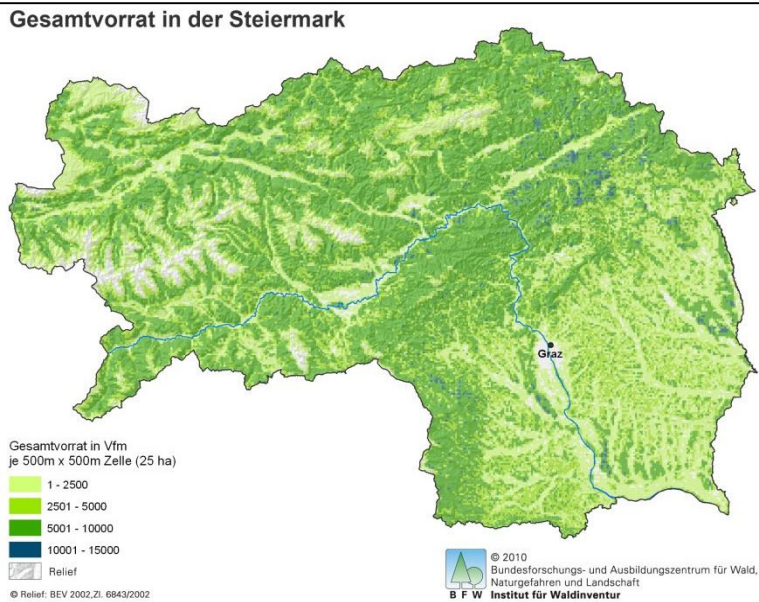 Gesamtvorrat in der Steiermark
Graz
Gesamtvorrat in Vfm
je 500m x 500m Zelle (25 ha)
1 - 2500
2501 - 5000
5001 - 10000
10001 - 15000
Relief
© Relief: BEV 2002,Zl. 6843/2002
© 2010
Bundesforschungs- und Ausbildungszentrum für Wald,
Naturgefahren und Landschaft
B F W Institut für Waldinventur